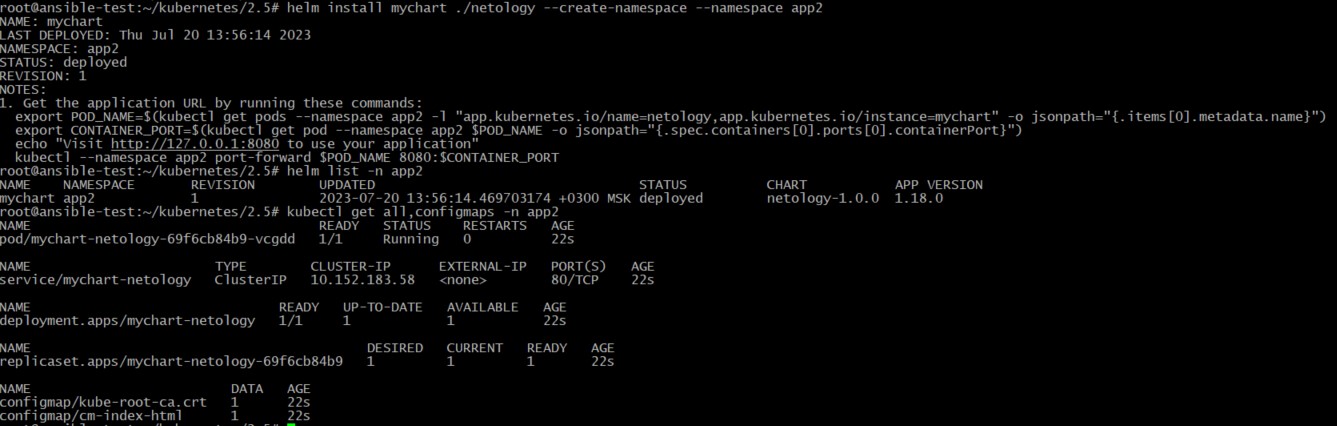 root@ansible-test:~/kubernetes/2.5# helm install mychart ./netology --create-namespace --namespace app2
NAME: mychart
LAST DEPLOYED: Thu Jul 20 13:56:14 2023
NAMESPACE: app2
STATUS: deployed
REVISION: 1
NOTES:
1. Get the application URL by running these commands:
  export POD_NAME=$(kubectl get pods --namespace app2 -l "app.kubernetes.io/name=netology,app.kubernetes.io/instance=mychart" -o jsonpath="{.items[0].metadata.name}")
  export CONTAINER_PORT=$(kubectl get pod --namespace app2 $POD_NAME -o jsonpath="{.spec.containers[0].ports[0].containerPort}")
  echo "Visit http://127.0.0.1:8080 to use your application"
  kubectl --namespace app2 port-forward $POD_NAME 8080:$CONTAINER_PORT
root@ansible-test:~/kubernetes/2.5# helm list -n app2
NAME NAMESPACE REVISION UPDATED STATUS CHART APP VERSION
mychart app2 1 2023-07-20 13:56:14.469703174 +0300 MSK deployed netology-1.0.0 1.18.0
root@ansible-test:~/kubernetes/2.5# kubectl get all,configmaps -n app2
NAME READY STATUS RESTARTS AGE
pod/mychart-netology-69f6cb84b9-vcgdd 1/1 Running 0 22s
NAME TYPE CLUSTER-IP EXTERNAL-IP PORT(S) AGE
service/mychart-netology ClusterIP 10.152.183.58 <none> 80/TCP 22s
NAME READY UP-TO-DATE AVAILABLE AGE
deployment.apps/mychart-netology 1/1 1 1 22s
NAME DESIRED CURRENT READY AGE
replicaset.apps/mychart-netology-69f6cb84b9 1 1 1 22s
NAME DATA AGE
configmap/kube-root-ca.crt 1 22s
configmap/cm-index-html 1 22s
root@ansible-test:~/kubernetes/2.5#